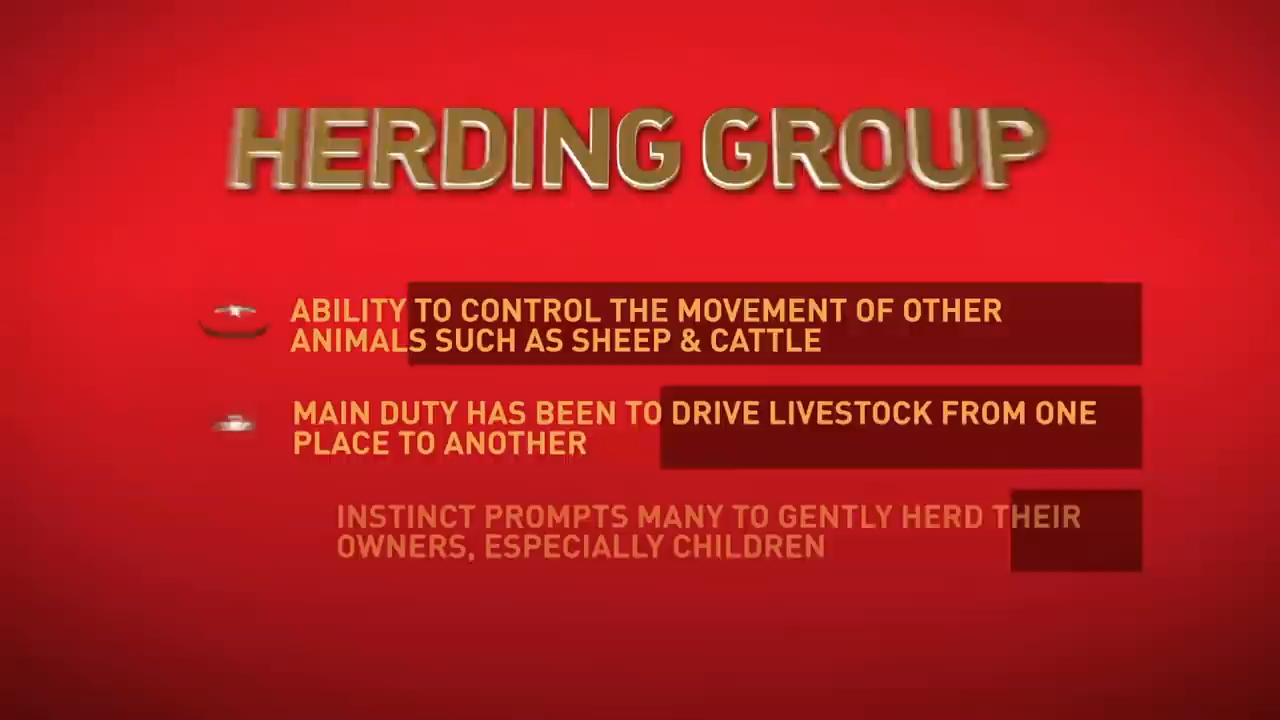 HERDING GROUP
ABILITY TO CONTROL THE MOVEMENT OF OTHER
ANIMALS SUCH AS SHEEP & CATTLE
MAIN DUTY HAS BEEN TO DRIVE LIVESTOCK FROM ONE
PLACE TO ANOTHER
INSTINCT PROMPTS MANY TO GENTLY HERD THEIR
OWNERS, ESPECIALLY CHILDREN